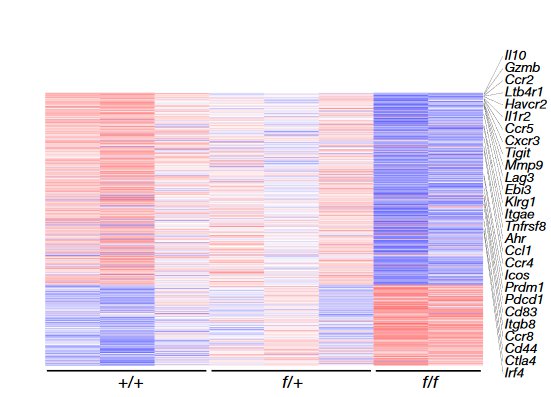 Il10
Gzmb
Ccr2
Ltb4r1
Havcr2
Il1r2
Ccr5
Cxcr3
Tigit
Mmp9
Lag3
Ebi3
Klrg1
Itgae
Tnfrsf8
Ahr
Ccl1
Ccr4
Icos
Prdm1
Pdcd1
Cd83
Itgb8
Ccr8
Cd44
Ctla4
Irf4
+/+ f/+ f/f